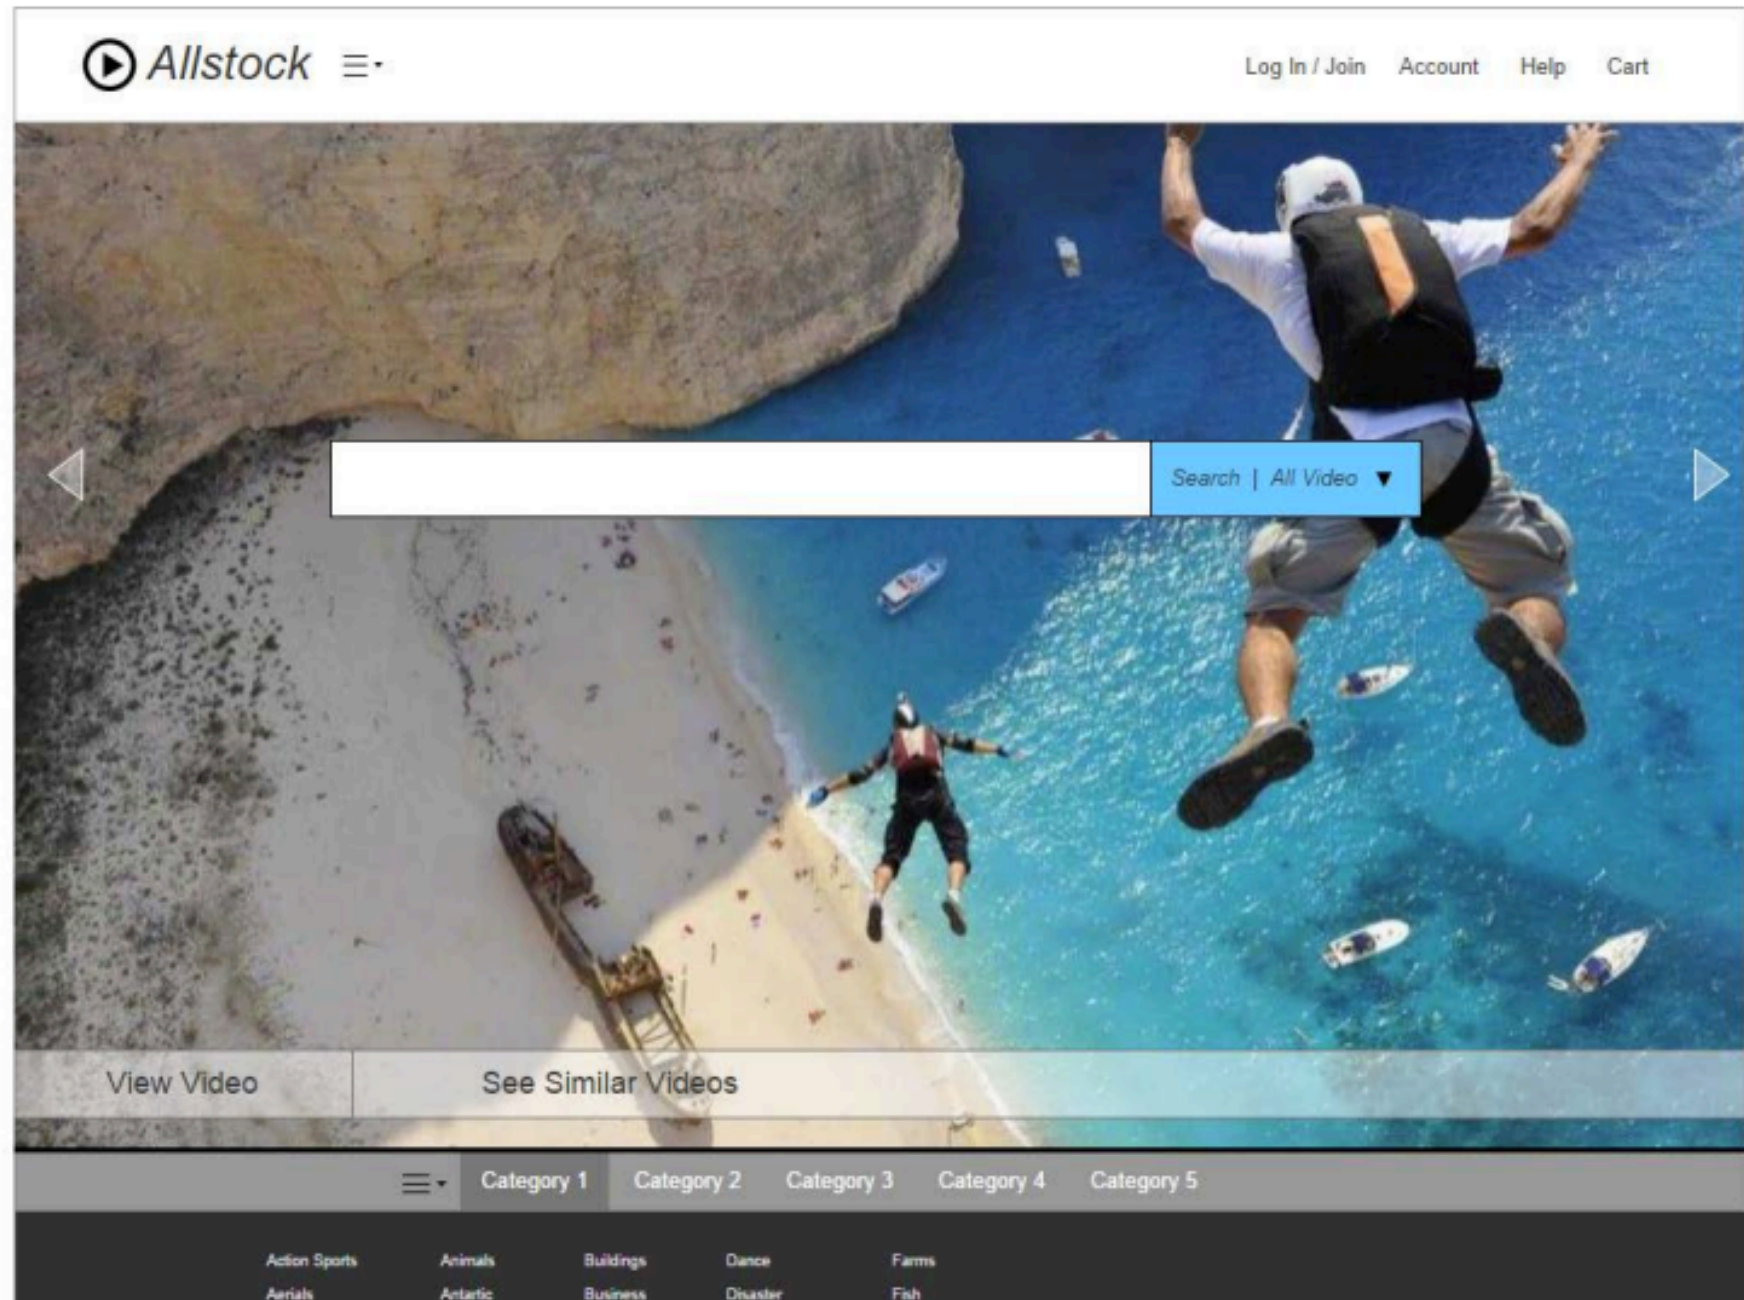 Allstock
Log In / Join Account Help Cart
Search | All Video
View Video See Similar Videos
Category 1 Category 2 Category 3 Category 4 Category 5
Action Sports Animals Buildings Dance Farms
Aerials Antartic Business Disaster Fish